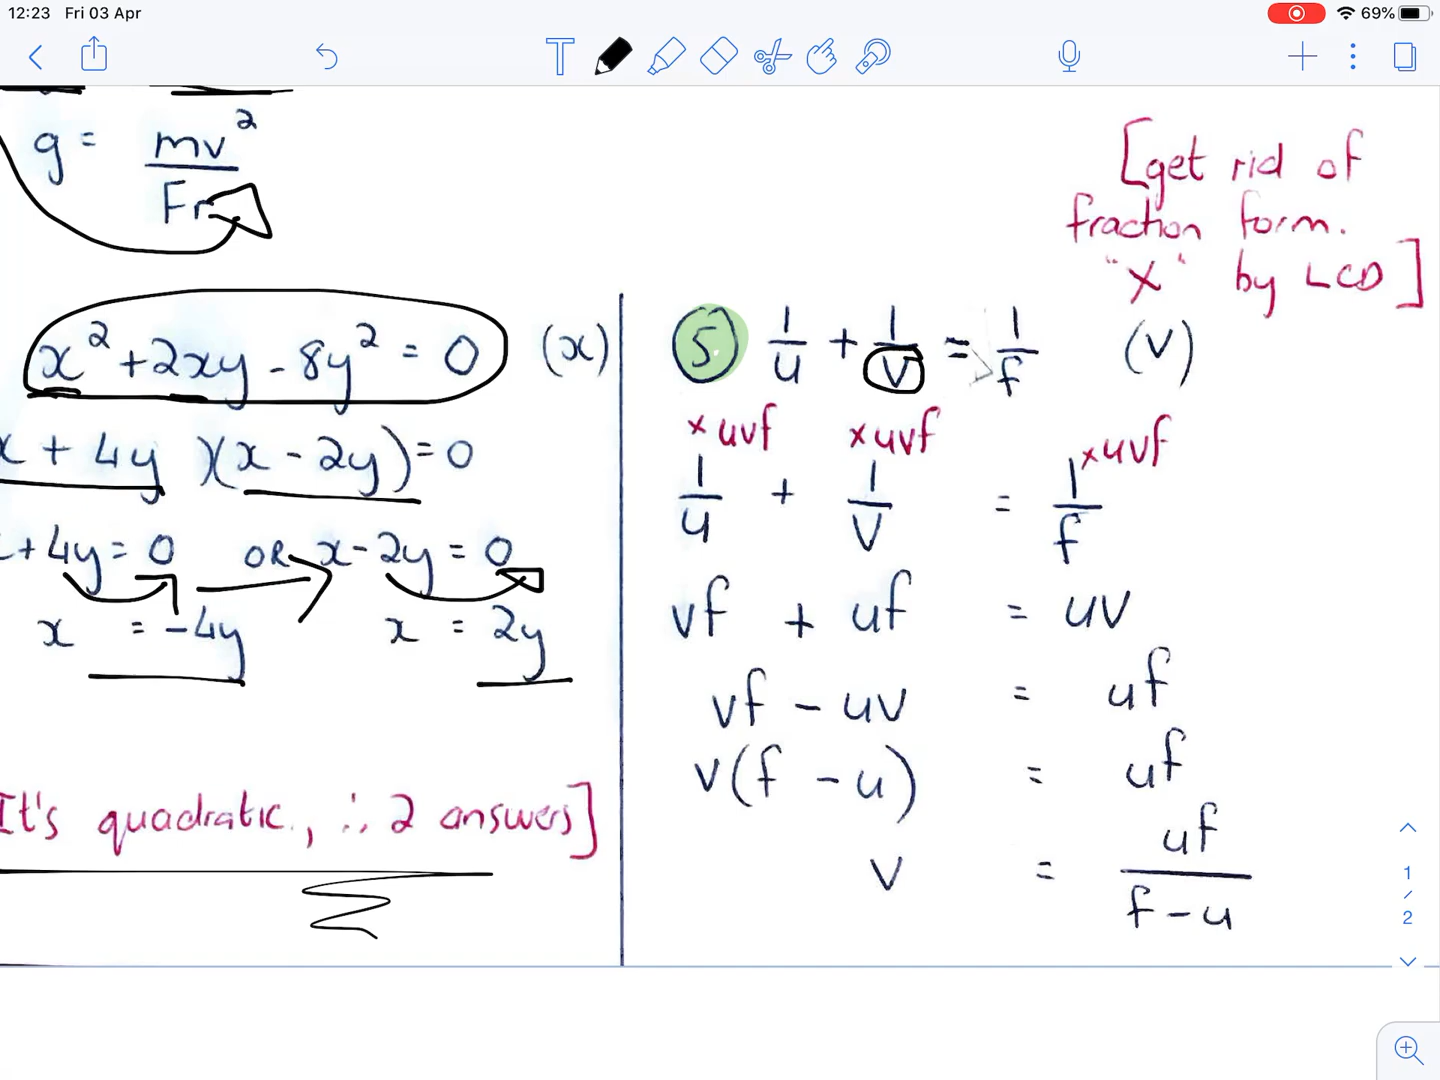 12:23 Fri 03 Apr 69%
g = mv²/Fr
x² + 2xy - 8y² = 0 (x)
x + 4y )(x - 2y) = 0
x + 4y = 0 OR x - 2y = 0
x = -4y x = 2y
It's quadratic, ∴ 2 answers]
[get rid of
fraction form.
"X" by LCD]
5. 1/u + 1/v = 1/f (v)
×uvf ×uvf ×uvf
1/u + 1/v = 1/f
vf + uf = uv
vf - uv = uf
v(f - u) = uf
v = uf/(f - u)
1
/
2